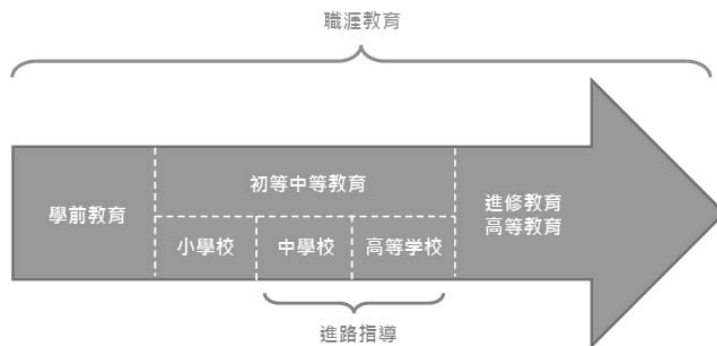 職涯教育
初等中等教育
學前教育
進修教育
高等教育
小學校
中學校
高等学校
進路指導